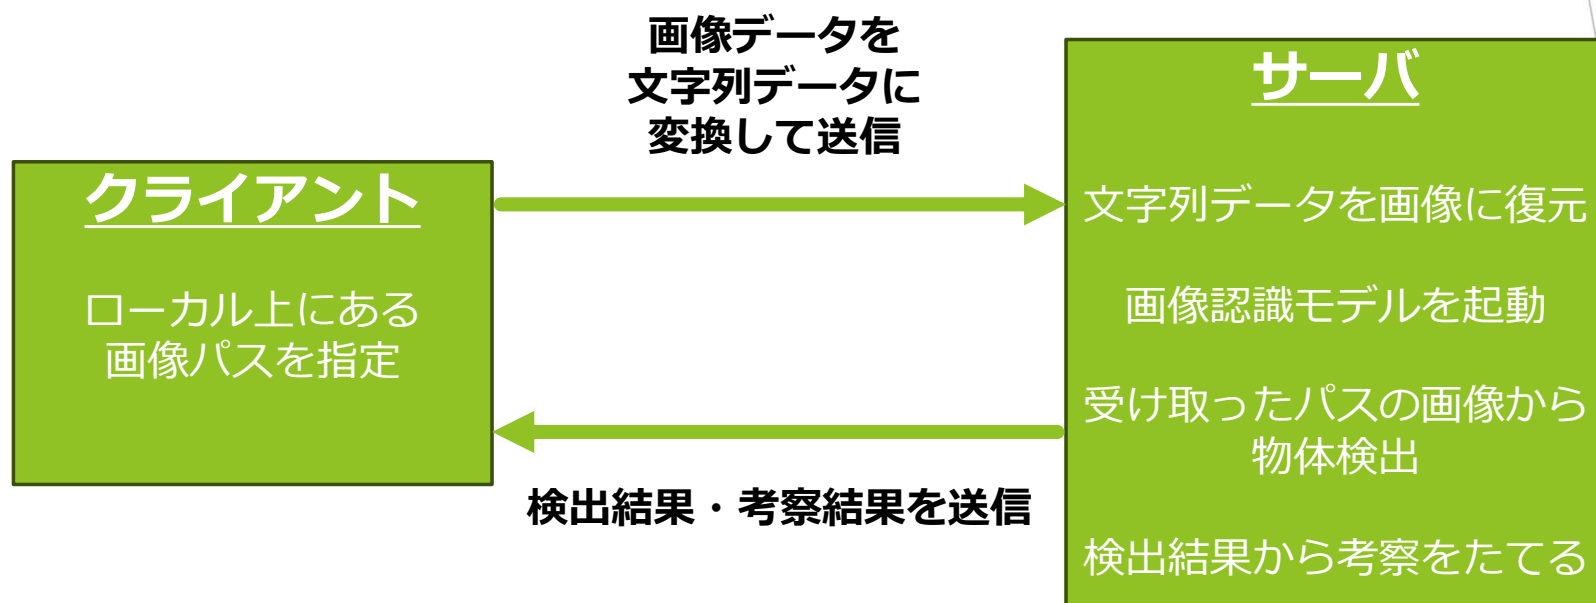 画像データを
文字列データに
変換して送信
クライアント
ローカル上にある
画像パスを指定
サーバ
文字列データを画像に復元
画像認識モデルを起動
受け取ったパスの画像から
物体検出
検出結果から考察をたてる
検出結果・考察結果を送信